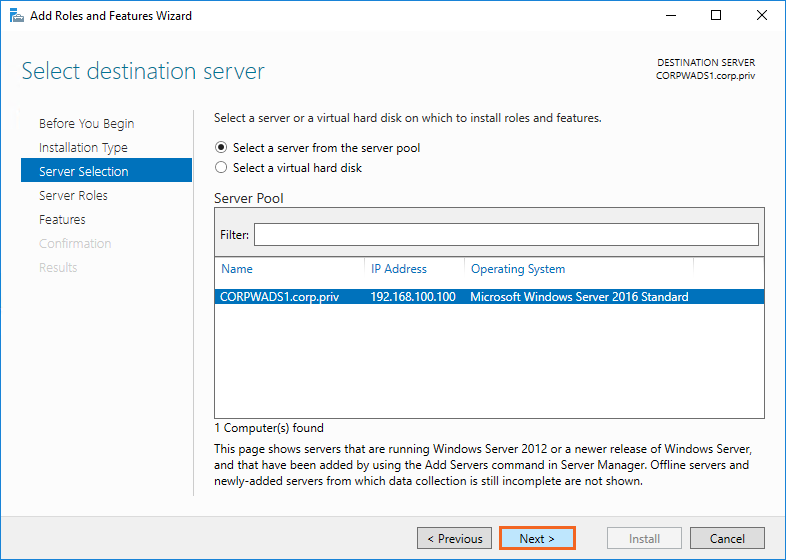 Add Roles and Features Wizard
Select destination server
DESTINATION SERVER
CORPWADS1.corp.priv
Before You Begin
Installation Type
Server Selection
Server Roles
Features
Confirmation
Results
Select a server or a virtual hard disk on which to install roles and features.
Select a server from the server pool
Select a virtual hard disk
Server Pool
Filter:
Name IP Address Operating System
CORPWADS1.corp.priv 192.168.100.100 Microsoft Windows Server 2016 Standard
1 Computer(s) found
This page shows servers that are running Windows Server 2012 or a newer release of Windows Server,
and that have been added by using the Add Servers command in Server Manager. Offline servers and
newly-added servers from which data collection is still incomplete are not shown.
< Previous Next > Install Cancel